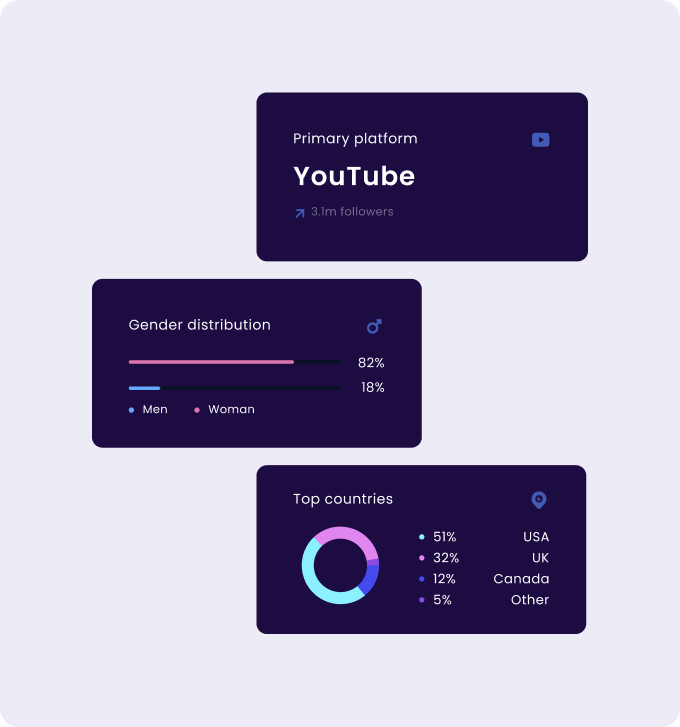 Primary platform
YouTube
3.1m followers
Gender distribution
82%
18%
Men Woman
Top countries
51% USA
32% UK
12% Canada
5% Other